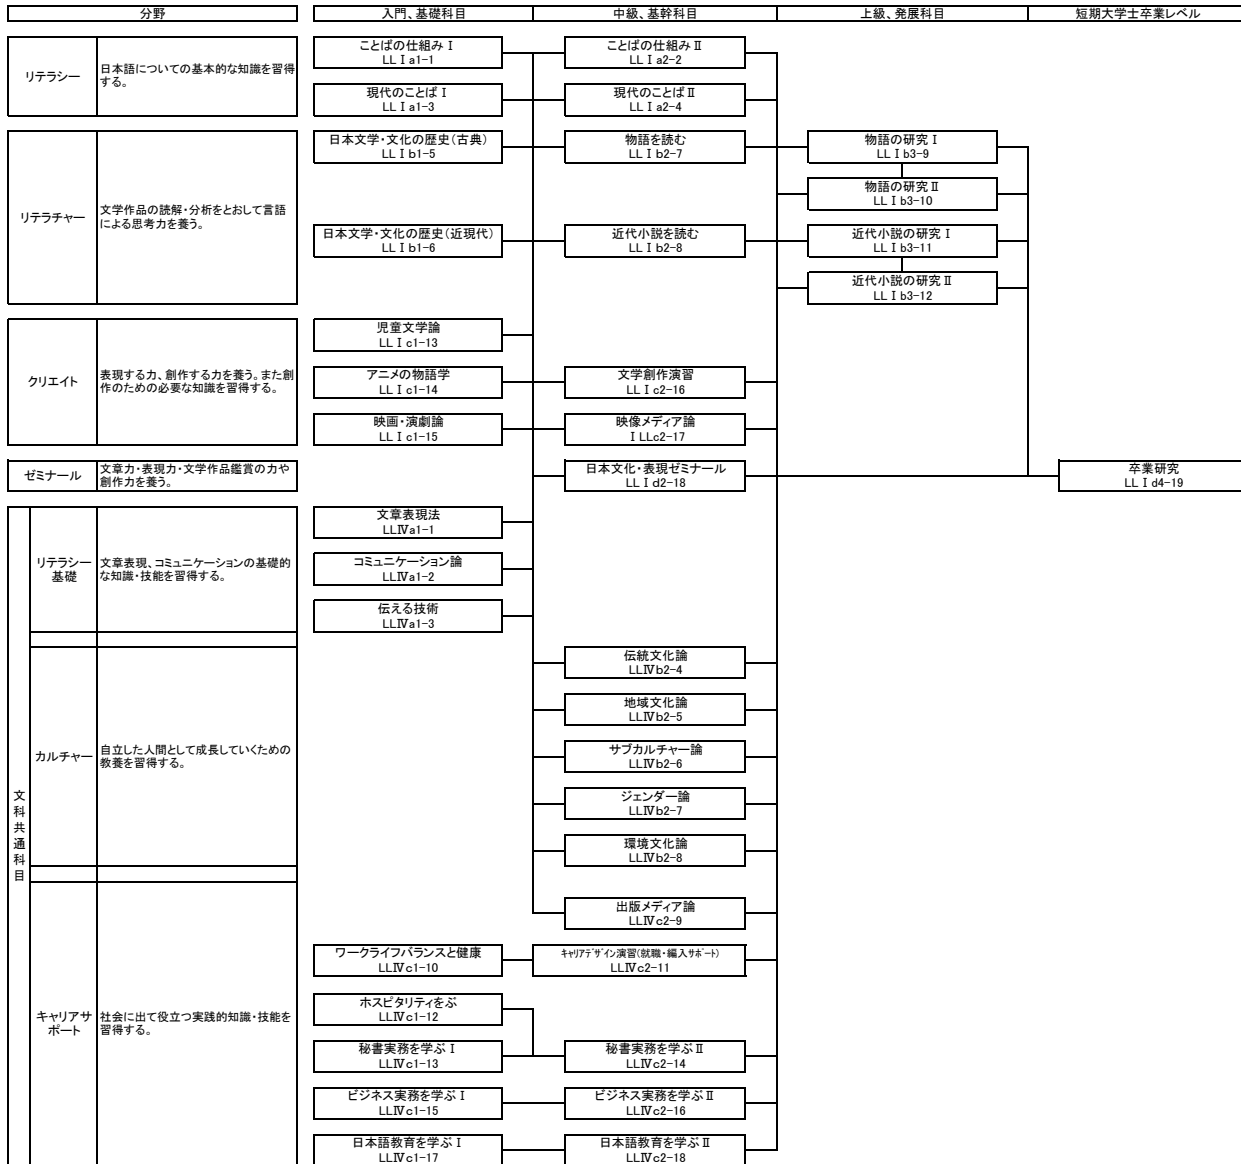 分野 入門、基礎科目 中級、基幹科目 上級、発展科目 短期大学士卒業レベル
リテラシー
日本語についての基本的な知識を習得
する。
ことばの仕組みⅠ
LLⅠa1-1
ことばの仕組みⅡ
LLⅠa2-2
現代のことばⅠ
LLⅠa1-3
現代のことばⅡ
LLⅠa2-4
リテラチャー
文学作品の読解・分析をとおして言語
による思考力を養う。
日本文学・文化の歴史(古典)
LLⅠb1-5
物語を読む
LLⅠb2-7
物語の研究Ⅰ
LLⅠb3-9
物語の研究Ⅱ
LLⅠb3-10
日本文学・文化の歴史(近現代)
LLⅠb1-6
近代小説を読む
LLⅠb2-8
近代小説の研究Ⅰ
LLⅠb3-11
近代小説の研究Ⅱ
LLⅠb3-12
クリエイト
表現する力、創作する力を養う。また創
作のための必要な知識を習得する。
児童文学論
LLⅠc1-13
アニメの物語学
LLⅠc1-14
文学創作演習
LLⅠc2-16
映画・演劇論
LLⅠc1-15
映像メディア論
ⅠLLc2-17
ゼミナール
文章力・表現力・文学作品鑑賞の力や
創作力を養う。
日本文化・表現ゼミナール
LLⅠd2-18
卒業研究
LLⅠd4-19
文科共通科目
リテラシー
基礎
文章表現、コミュニケーションの基礎的
な知識・技能を習得する。
文章表現法
LLⅣa1-1
コミュニケーション論
LLⅣa1-2
伝える技術
LLⅣa1-3
カルチャー
自立した人間として成長していくための
教養を習得する。
伝統文化論
LLⅣb2-4
地域文化論
LLⅣb2-5
サブカルチャー論
LLⅣb2-6
ジェンダー論
LLⅣb2-7
環境文化論
LLⅣb2-8
出版メディア論
LLⅣc2-9
キャリアサ
ポート
社会に出て役立つ実践的知識・技能を
習得する。
ワークライフバランスと健康
LLⅣc1-10
キャリアデザイン演習(就職・編入サポート)
LLⅣc2-11
ホスピタリティをぶ
LLⅣc1-12
秘書実務を学ぶⅠ
LLⅣc1-13
秘書実務を学ぶⅡ
LLⅣc2-14
ビジネス実務を学ぶⅠ
LLⅣc1-15
ビジネス実務を学ぶⅡ
LLⅣc2-16
日本語教育を学ぶⅠ
LLⅣc1-17
日本語教育を学ぶⅡ
LLⅣc2-18